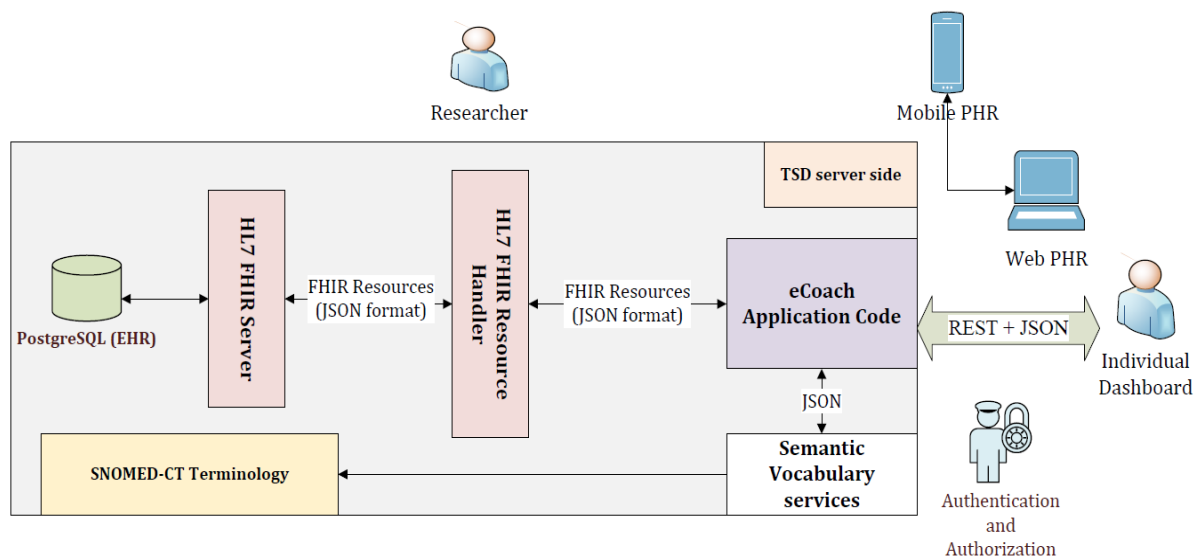 Researcher
Mobile PHR
TSD server side
Web PHR
HL7 FHIR Server
HL7 FHIR Resource
Handler
FHIR Resources
(JSON format)
FHIR Resources
(JSON format)
eCoach
Application Code
PostgreSQL (EHR)
REST + JSON
Individual
Dashboard
JSON
SNOMED-CT Terminology
Semantic
Vocabulary
services
Authentication
and
Authorization